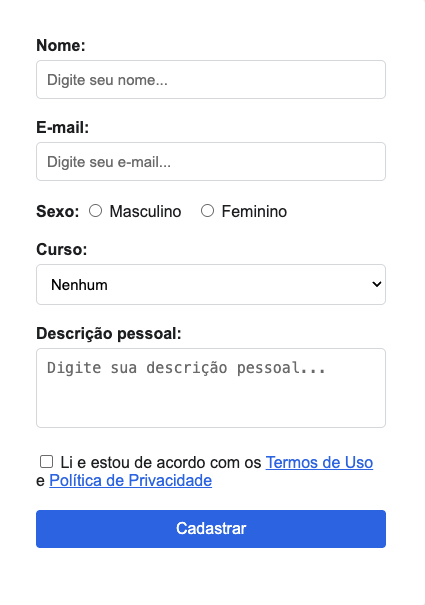 Nome:
Digite seu nome...
E-mail:
Digite seu e-mail...
Sexo: Masculino Feminino
Curso:
Nenhum
Descrição pessoal:
Digite sua descrição pessoal...
Li e estou de acordo com os Termos de Uso
e Política de Privacidade
Cadastrar